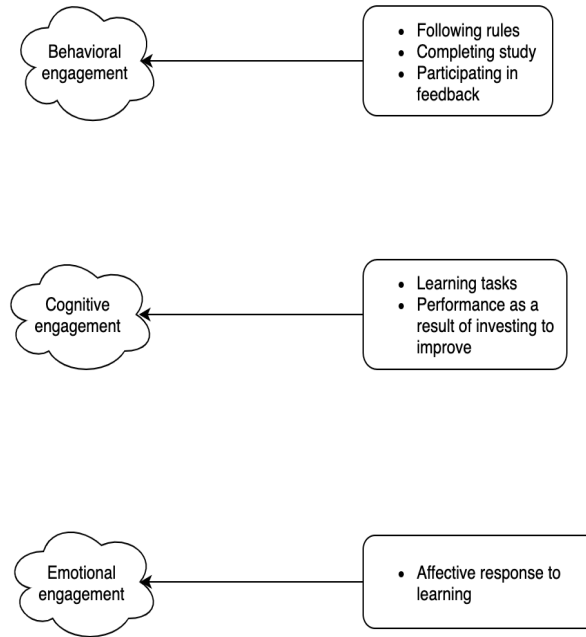 Behavioral
engagement
• Following rules
• Completing study
• Participating in
feedback
Cognitive
engagement
• Learning tasks
• Performance as a
result of investing to
improve
Emotional
engagement
• Affective response to
learning